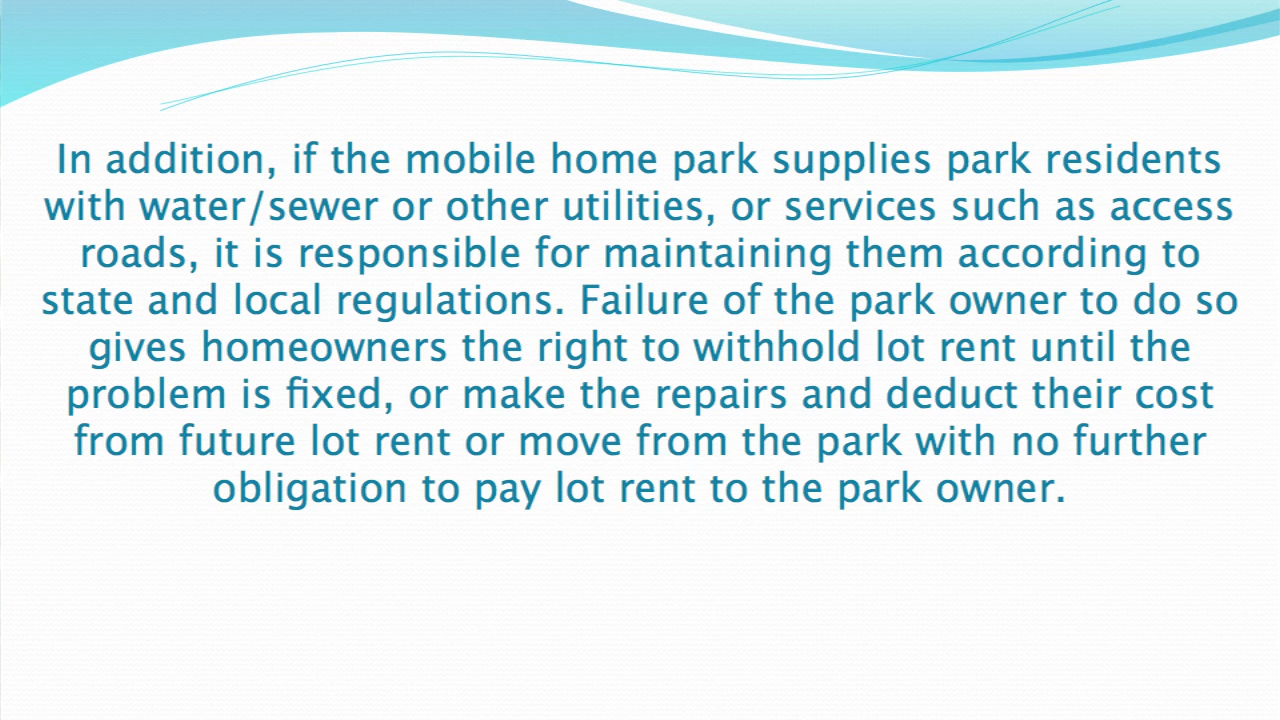 In addition, if the mobile home park supplies park residents
with water/sewer or other utilities, or services such as access
roads, it is responsible for maintaining them according to
state and local regulations. Failure of the park owner to do so
gives homeowners the right to withhold lot rent until the
problem is fixed, or make the repairs and deduct their cost
from future lot rent or move from the park with no further
obligation to pay lot rent to the park owner.